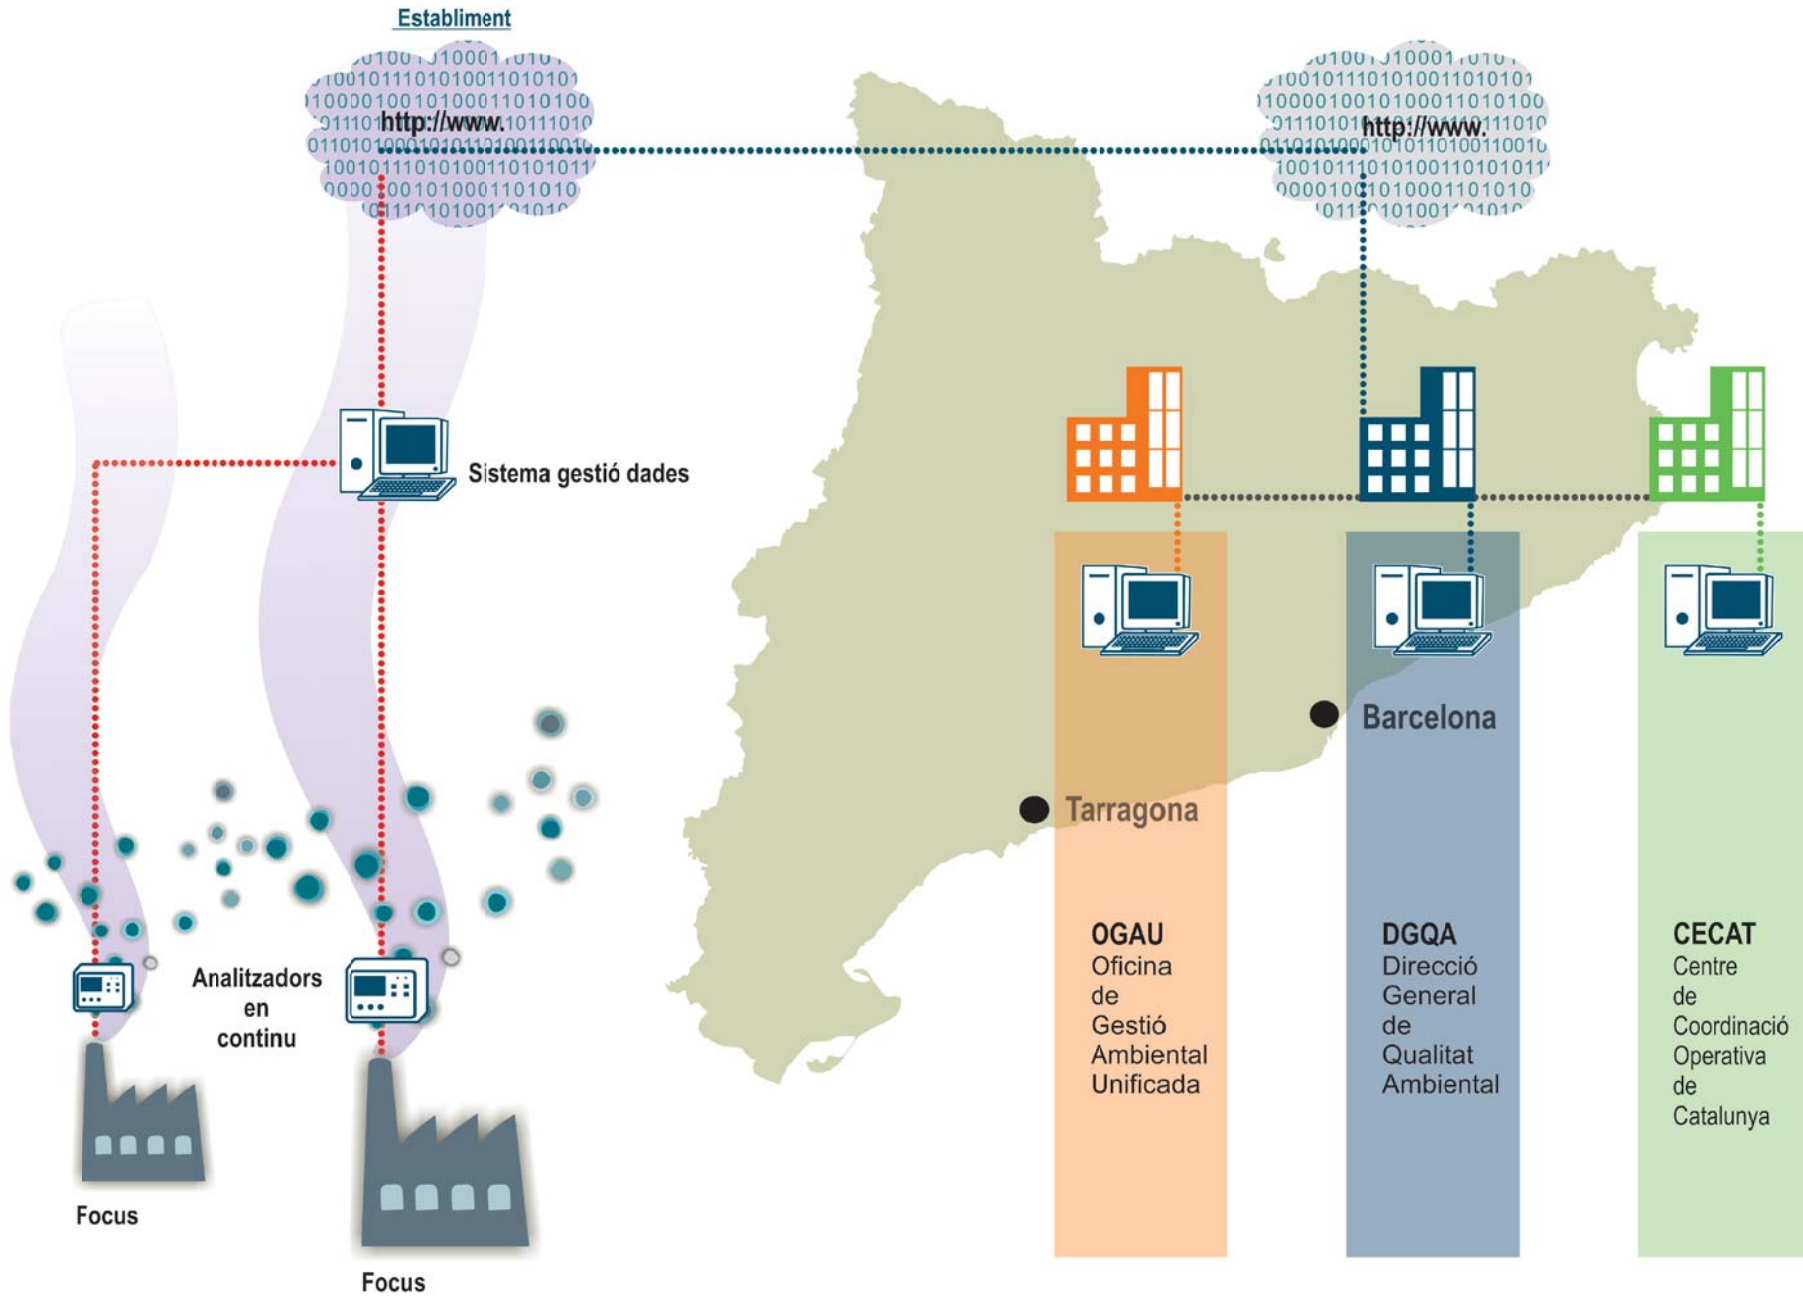 Establiment
http://www.
http://www.
Sistema gestió dades
Barcelona
Tarragona
Analitzadors
en
continu
Focus
Focus
OGAU
Oficina
de
Gestió
Ambiental
Unificada
DGQA
Direcció
General
de
Qualitat
Ambiental
CECAT
Centre
de
Coordinació
Operativa
de
Catalunya